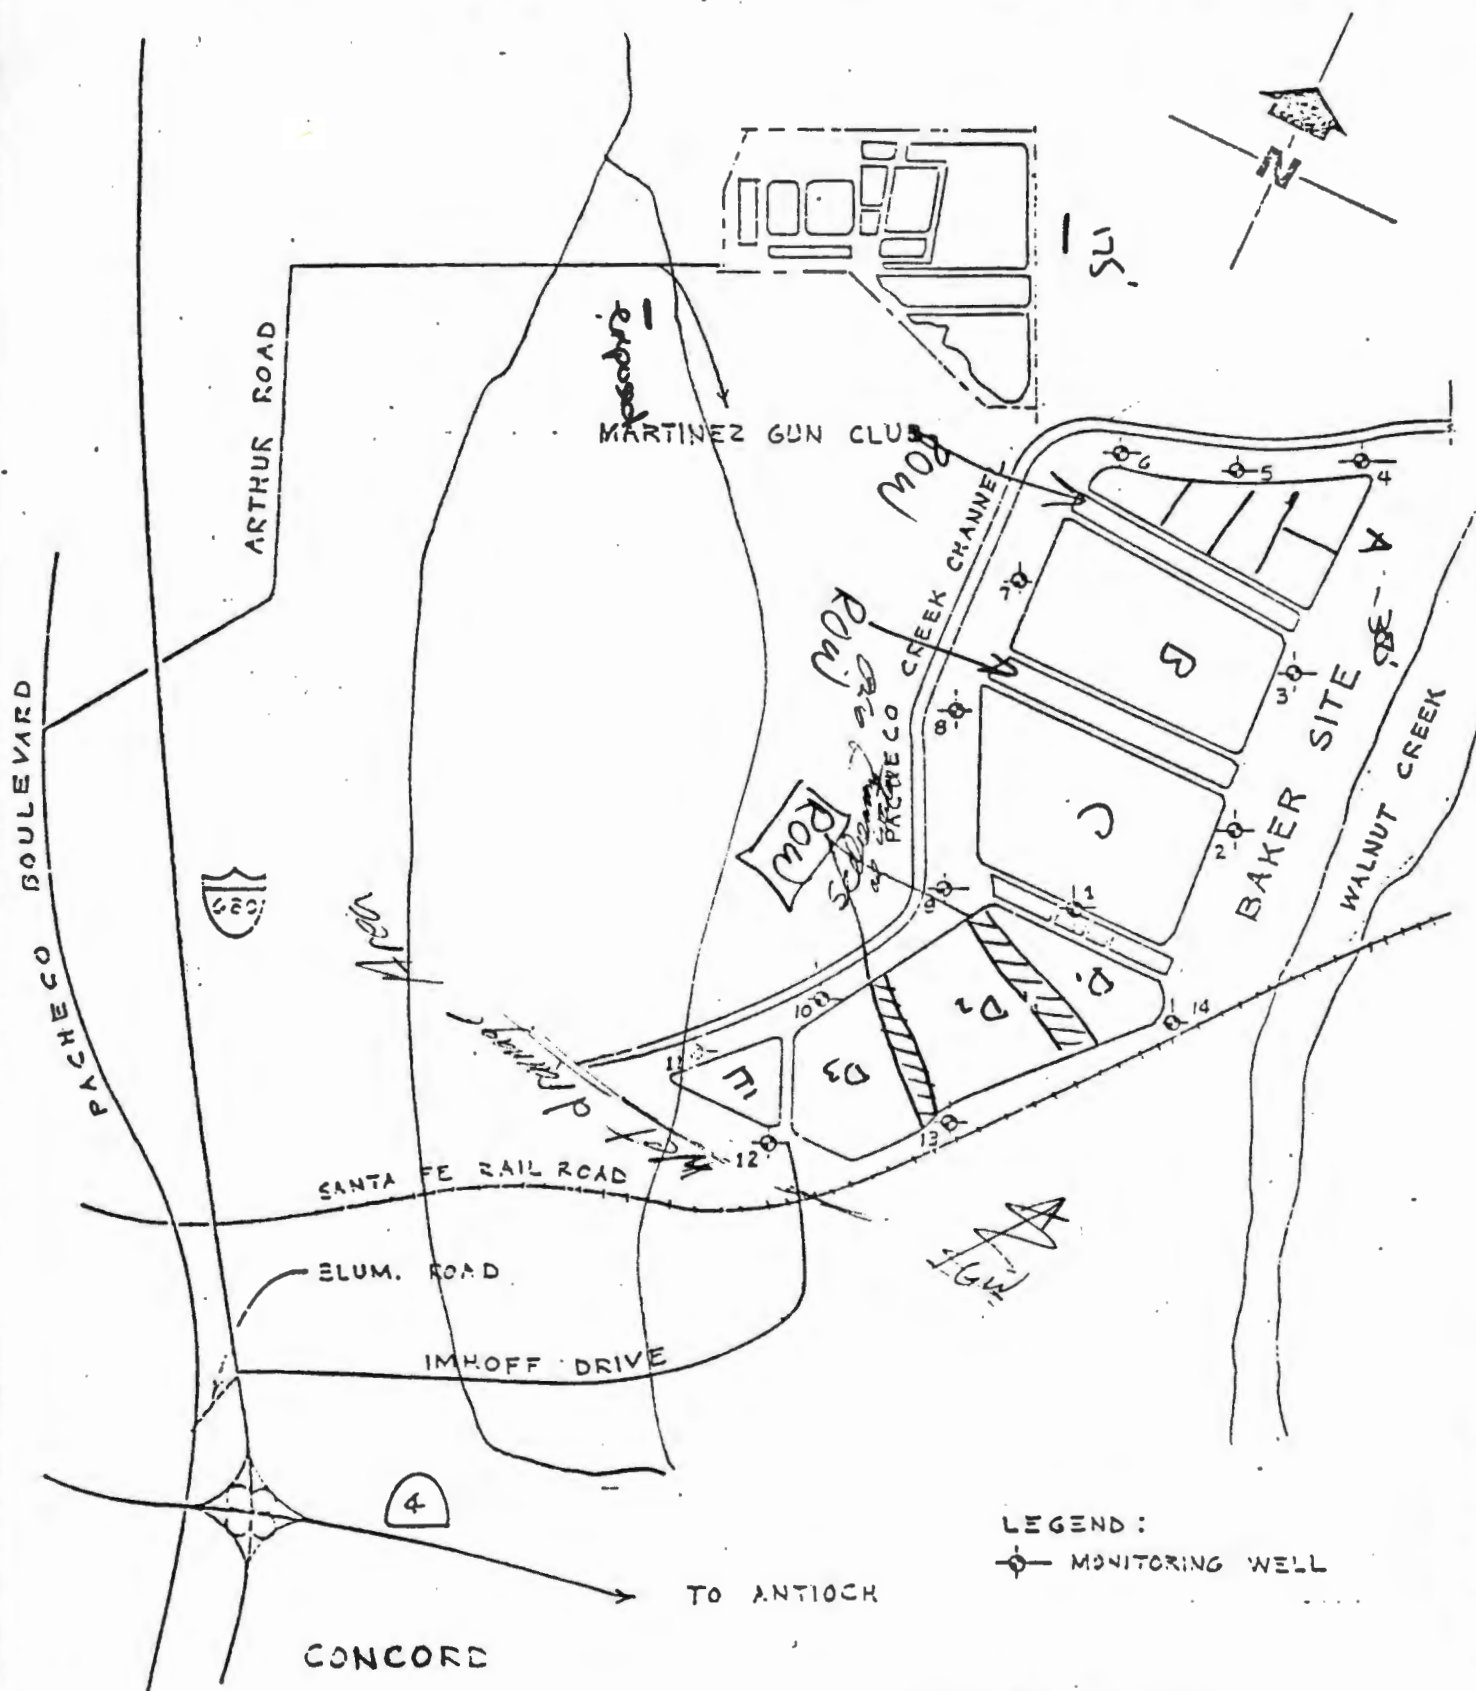 N
ARTHUR ROAD
MARTINEZ GUN CLUB
ROW
6
5
4
A
CREEK CHANNEL
PACHECO
7
B
ROW
3
8
BAKER SITE
WALNUT CREEK
C
2
ROW
9
1
PACHECO BOULEVARD
680
D1
14
D2
10
11
E
D3
13
12
SANTA FE RAIL ROAD
BLUM. ROAD
IMHOFF DRIVE
4
TO ANTIOCH
CONCORD
LEGEND:
MONITORING WELL